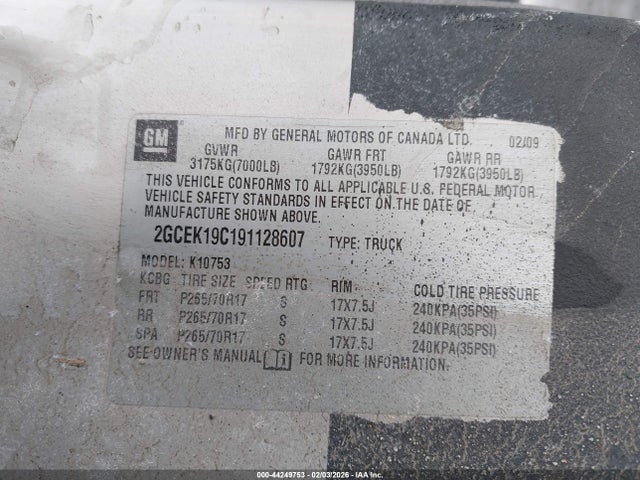 GM
MFD BY GENERAL MOTORS OF CANADA LTD. 02/09
GVWR GAWR FRT GAWR RR
3175KG(7000LB) 1792KG(3950LB) 1792KG(3950LB)
THIS VEHICLE CONFORMS TO ALL APPLICABLE U.S. FEDERAL MOTOR
VEHICLE SAFETY STANDARDS IN EFFECT ON THE DATE OF
MANUFACTURE SHOWN ABOVE.
2GCEK19C191128607 TYPE: TRUCK
MODEL: K10753
KCBG TIRE SIZE SPEED RTG RIM COLD TIRE PRESSURE
FRT P265/70R17 S 17X7.5J 240KPA(35PSI)
RR P265/70R17 S 17X7.5J 240KPA(35PSI)
SPA P265/70R17 S 17X7.5J 240KPA(35PSI)
SEE OWNER'S MANUAL i FOR MORE INFORMATION.
000-44249753 - 02/03/2026 - IAA Inc.